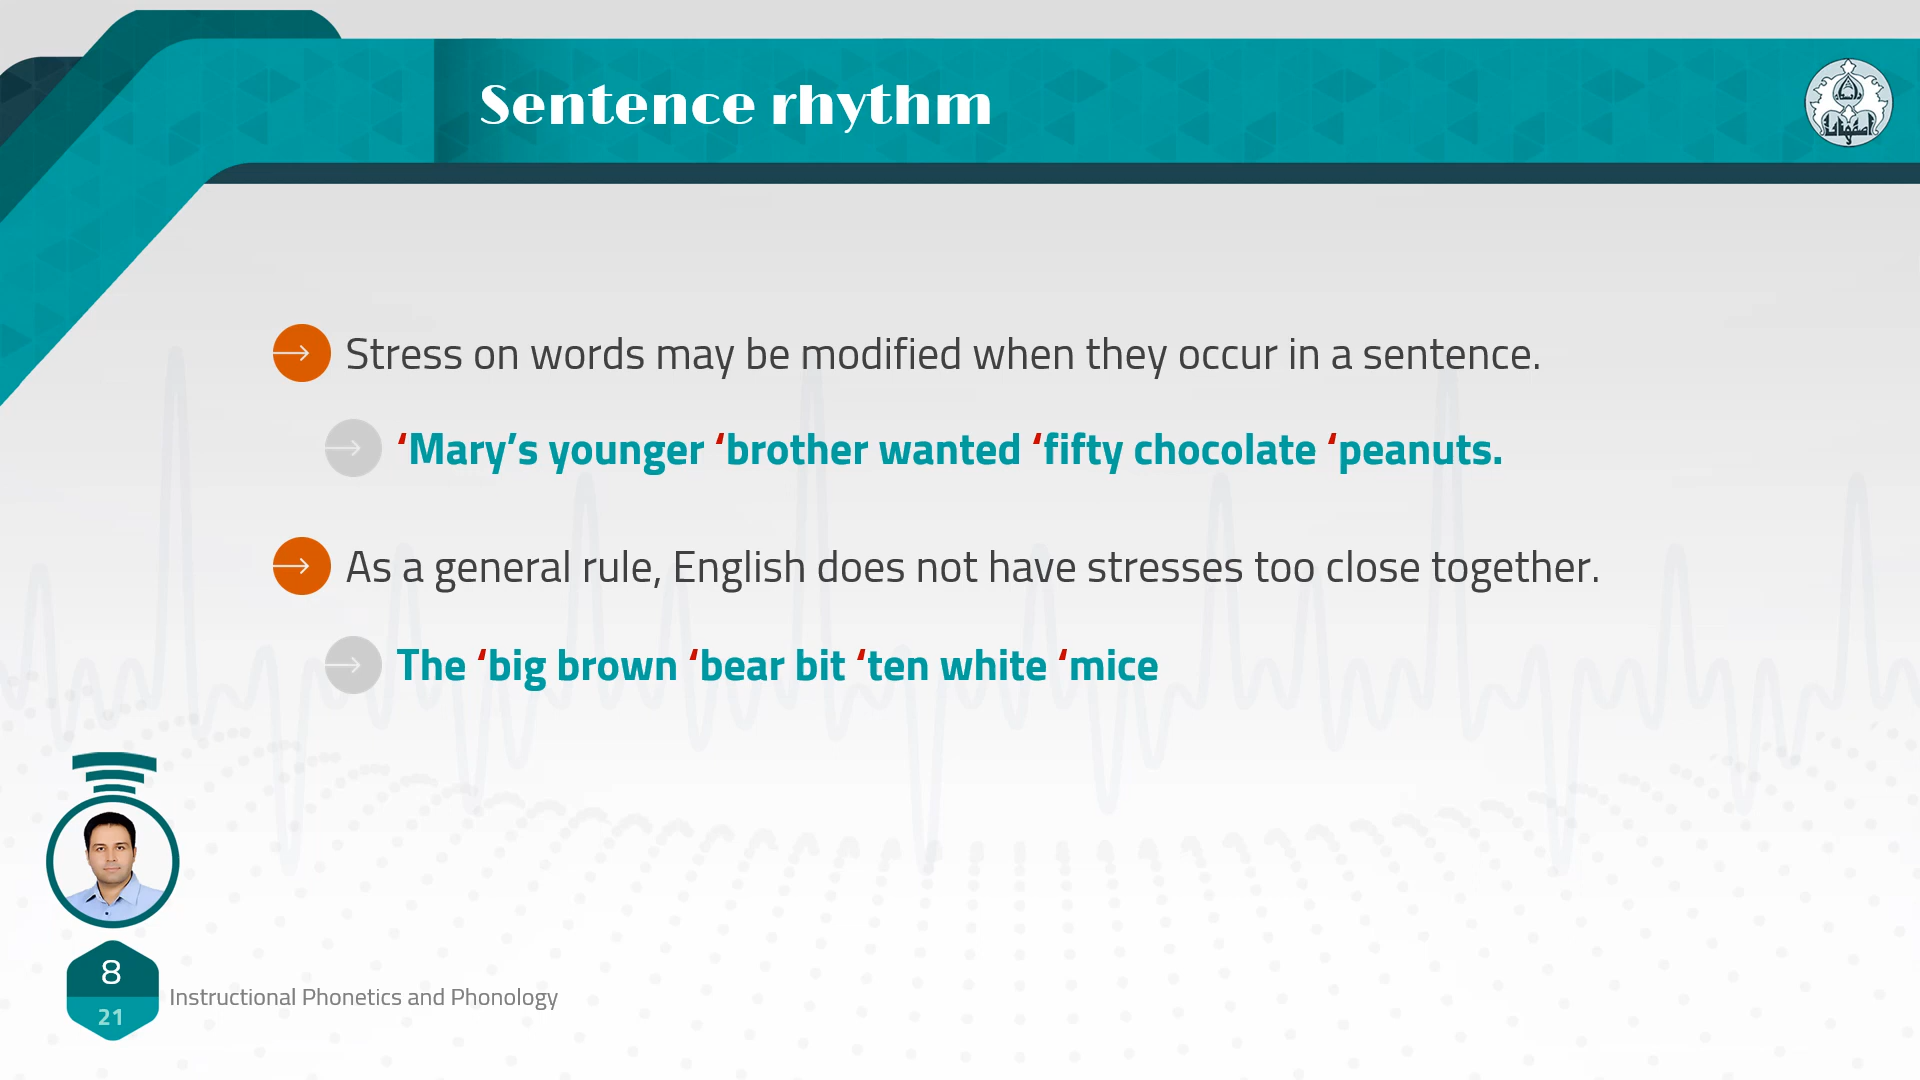 Sentence rhythm
Stress on words may be modified when they occur in a sentence.
‘Mary’s younger ‘brother wanted ‘fifty chocolate ‘peanuts.
As a general rule, English does not have stresses too close together.
The ‘big brown ‘bear bit ‘ten white ‘mice
8
21
Instructional Phonetics and Phonology